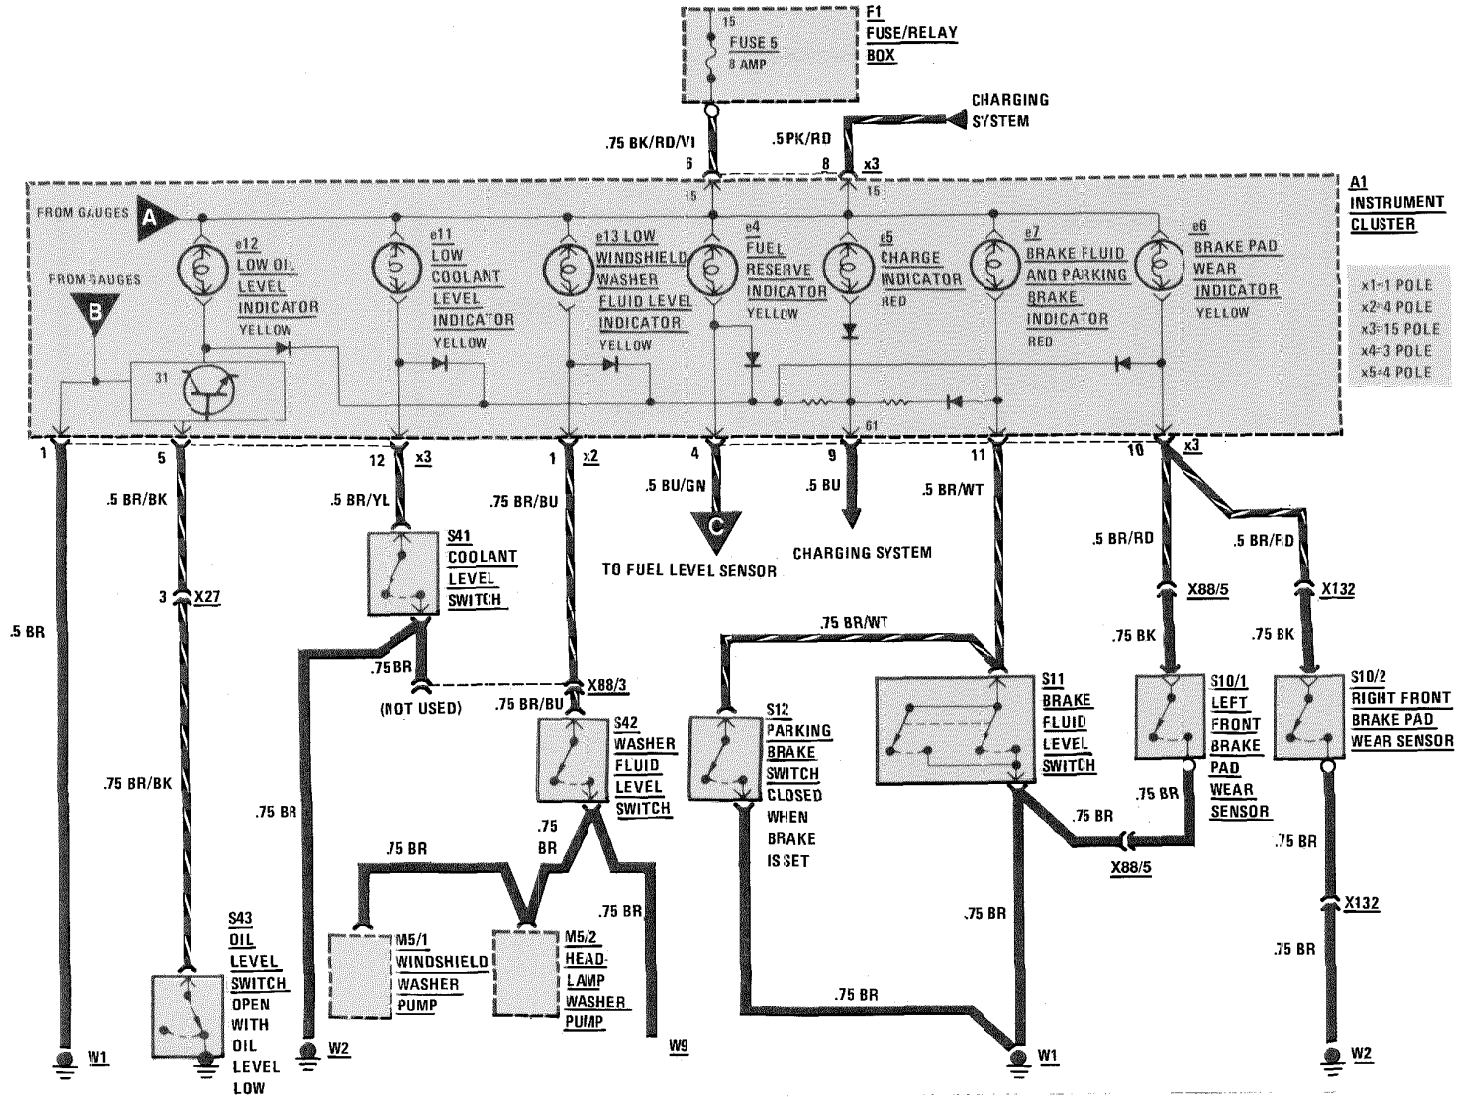 15
FUSE 5
8 AMP
F1
FUSE/RELAY
BOX
CHARGING
SYSTEM
.75 BK/RD/VI
.5PK/RD
6
8
x3
15
15
A1
INSTRUMENT
CLUSTER
FROM GAUGES
A
FROM GAUGES
B
e12
LOW OIL
LEVEL
INDICATOR
YELLOW
e11
LOW
COOLANT
LEVEL
INDICATOR
YELLOW
e13 LOW
WINDSHIELD
WASHER
FLUID LEVEL
INDICATOR
YELLOW
e4
FUEL
RESERVE
INDICATOR
YELLOW
e5
CHARGE
INDICATOR
RED
e7
BRAKE FLUID
AND PARKING
BRAKE
INDICATOR
RED
e6
BRAKE PAD
WEAR
INDICATOR
YELLOW
x1=1 POLE
x2=4 POLE
x3=15 POLE
x4=3 POLE
x5=4 POLE
31
61
1
5
12
x3
1
x2
4
9
11
10
x3
.5 BR/BK
.5 BR/YL
.75 BR/BU
.5 BU/GN
.5 BU
.5 BR/WT
.5 BR/RD
.5 BR/RD
C
TO FUEL LEVEL SENSOR
CHARGING SYSTEM
S41
COOLANT
LEVEL
SWITCH
3
X27
X88/5
X132
.5 BR
.75BR
.75 BR/WT
.75 BK
.75 BK
(NOT USED)
X88/3
.75 BR/BU
S42
WASHER
FLUID
LEVEL
SWITCH
S12
PARKING
BRAKE
SWITCH
CLOSED
WHEN
BRAKE
IS SET
S11
BRAKE
FLUID
LEVEL
SWITCH
S10/1
LEFT
FRONT
BRAKE
PAD
WEAR
SENSOR
S10/2
RIGHT FRONT
BRAKE PAD
WEAR SENSOR
.75 BR/BK
.75 BR
.75 BR
.75
BR
.75 BR
.75 BR
.75 BR
X88/5
.75 BR
X132
.75 BR
.75 BR
.75 BR
.75 BR
S43
OIL
LEVEL
SWITCH
OPEN
WITH
OIL
LEVEL
LOW
M5/1
WINDSHIELD
WASHER
PUMP
M5/2
HEAD-
LAMP
WASHER
PUMP
W1
W2
W9
W1
W2